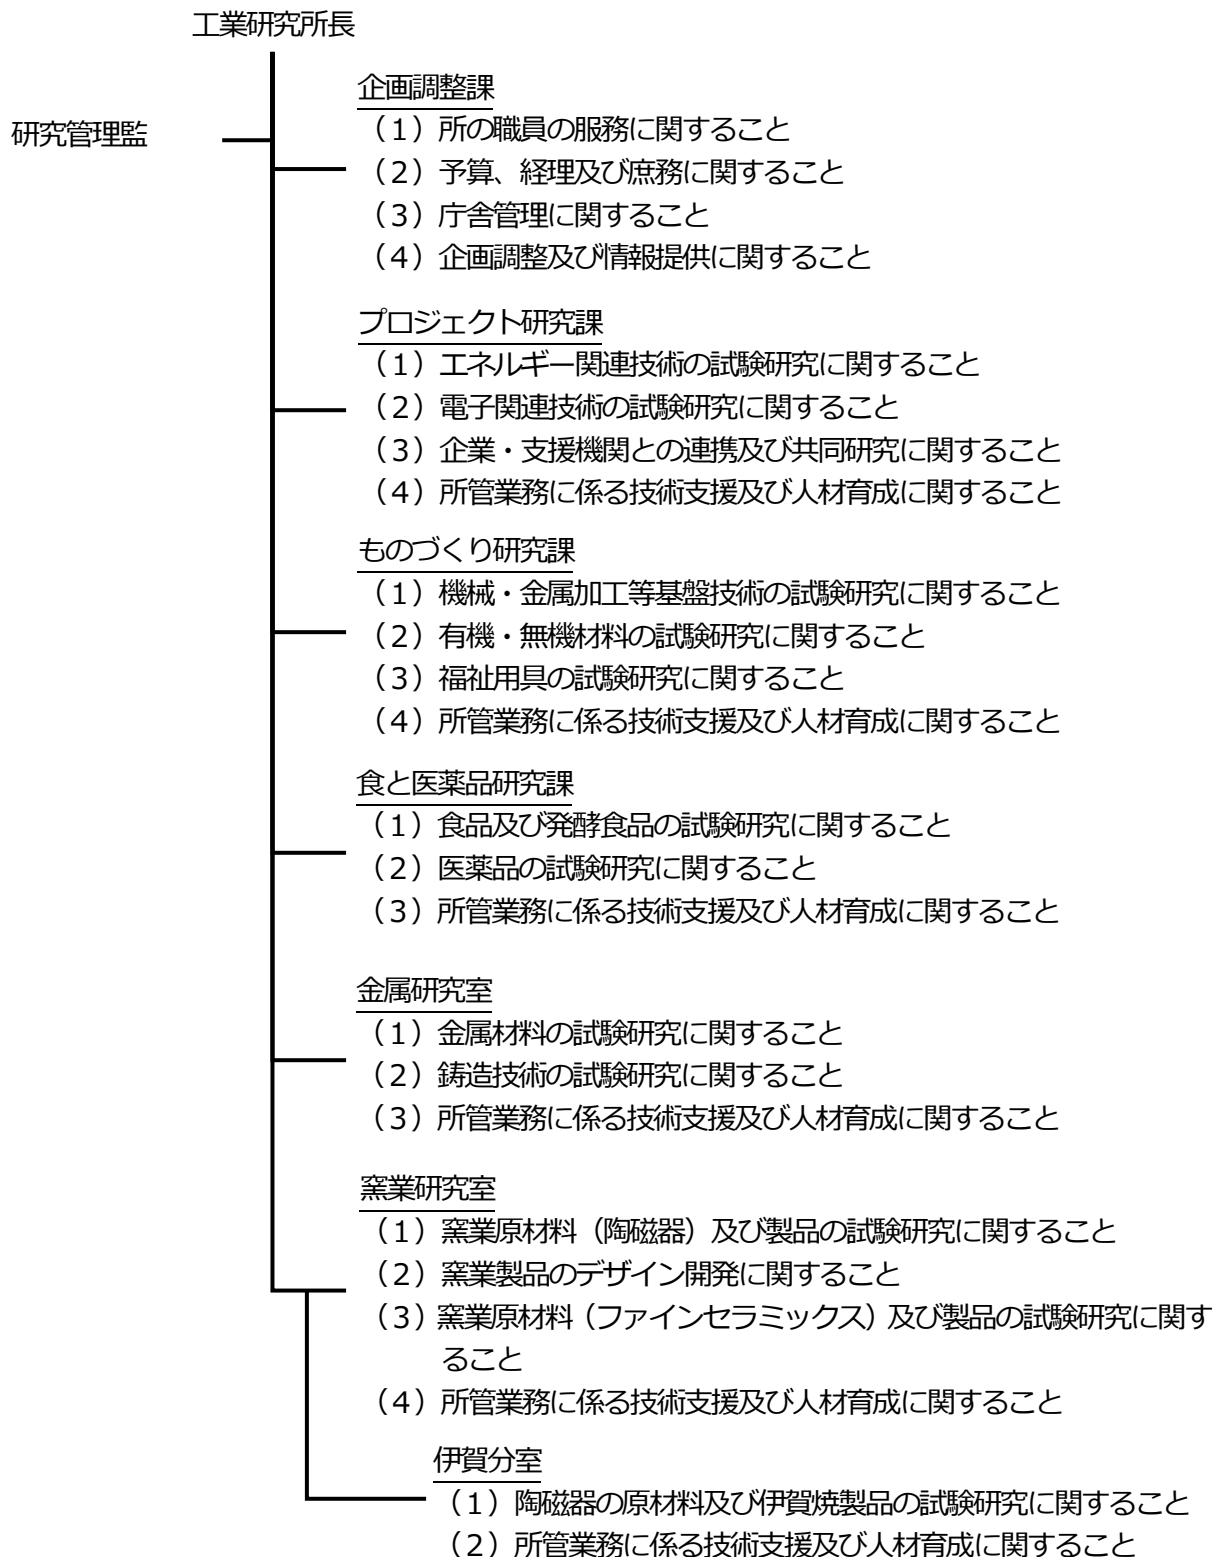 工業研究所長
企画調整課
研究管理監
（1）所の職員の服務に関すること
（2）予算、経理及び庶務に関すること
（3）庁舎管理に関すること
（4）企画調整及び情報提供に関すること
プロジェクト研究課
（1）エネルギー関連技術の試験研究に関すること
（2）電子関連技術の試験研究に関すること
（3）企業・支援機関との連携及び共同研究に関すること
（4）所管業務に係る技術支援及び人材育成に関すること
ものづくり研究課
（1）機械・金属加工等基盤技術の試験研究に関すること
（2）有機・無機材料の試験研究に関すること
（3）福祉用具の試験研究に関すること
（4）所管業務に係る技術支援及び人材育成に関すること
食と医薬品研究課
（1）食品及び発酵食品の試験研究に関すること
（2）医薬品の試験研究に関すること
（3）所管業務に係る技術支援及び人材育成に関すること
金属研究室
（1）金属材料の試験研究に関すること
（2）鋳造技術の試験研究に関すること
（3）所管業務に係る技術支援及び人材育成に関すること
窯業研究室
（1）窯業原材料（陶磁器）及び製品の試験研究に関すること
（2）窯業製品のデザイン開発に関すること
（3）窯業原材料（ファインセラミックス）及び製品の試験研究に関す
ること
（4）所管業務に係る技術支援及び人材育成に関すること
伊賀分室
（1）陶磁器の原材料及び伊賀焼製品の試験研究に関すること
（2）所管業務に係る技術支援及び人材育成に関すること